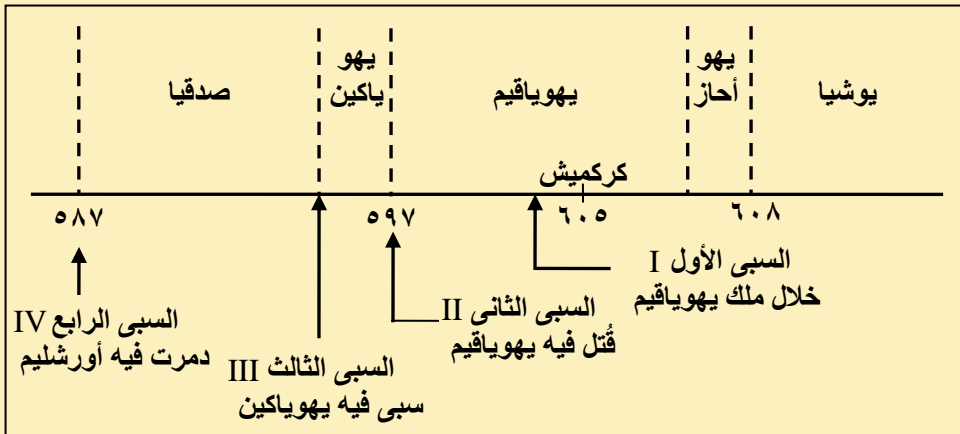 يوشيا
يهو
أحاز
يهوياقيم
يهو
ياكين
صدقيا
كركميش
٦٠٨
٦٠٥
٥٩٧
٥٨٧
السبى الأول I
خلال ملك يهوياقيم
السبى الثانى II
قُتل فيه يهوياقيم
السبى الثالث III
سبى فيه يهوياكين
السبى الرابع IV
دمرت فيه أورشليم